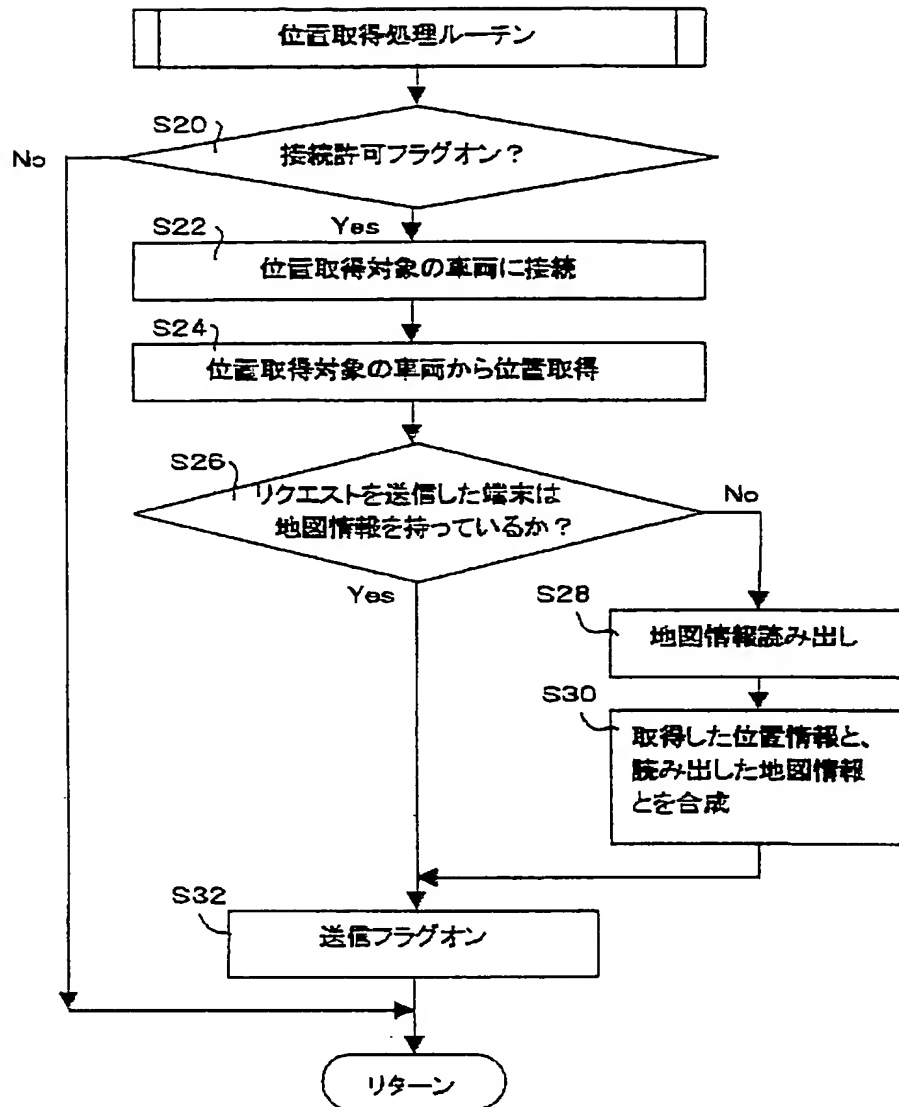 位置取得処理ルーテン
S20
No
接続許可フラグオン？
Yes
S22
位置取得対象の車両に接続
S24
位置取得対象の車両から位置取得
S26
リクエストを送信した端末は
地図情報を持っているか？
No
Yes
S28
地図情報読み出し
S30
取得した位置情報と、
読み出した地図情報
とを合成
S32
送信フラグオン
リターン